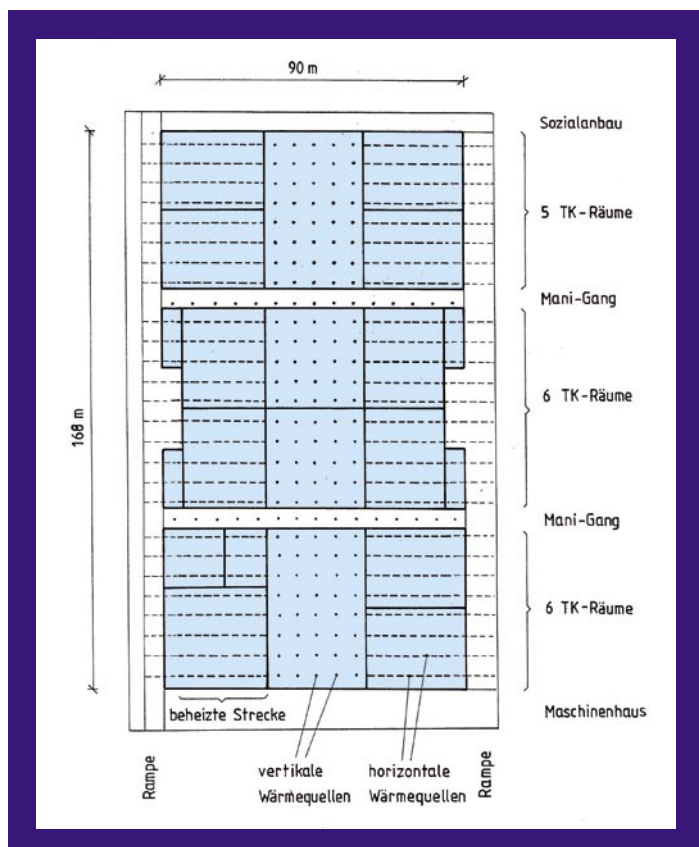 90 m
Sozialanbau
5 TK-Räume
Mani-Gang
168 m
6 TK-Räume
Mani-Gang
6 TK-Räume
beheizte Strecke
Maschinenhaus
Rampe
vertikale
Wärmequellen
horizontale
Wärmequellen
Rampe